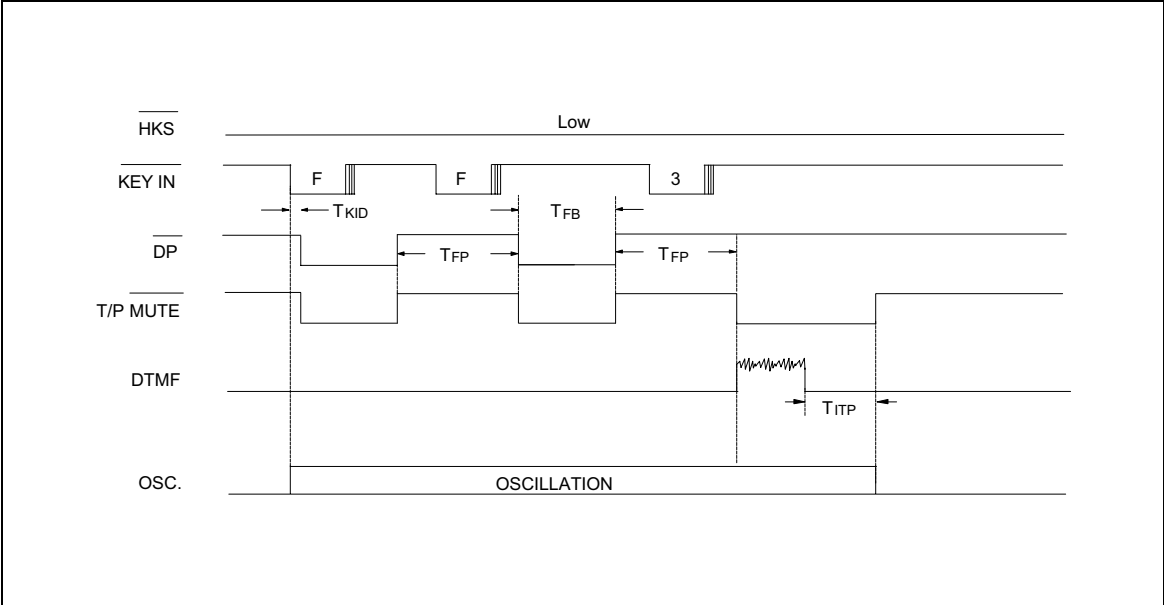 HKS
Low
KEY IN
F
F
3
TKID
TFB
DP
TFP
TFP
T/P MUTE
DTMF
TITP
OSC.
OSCILLATION